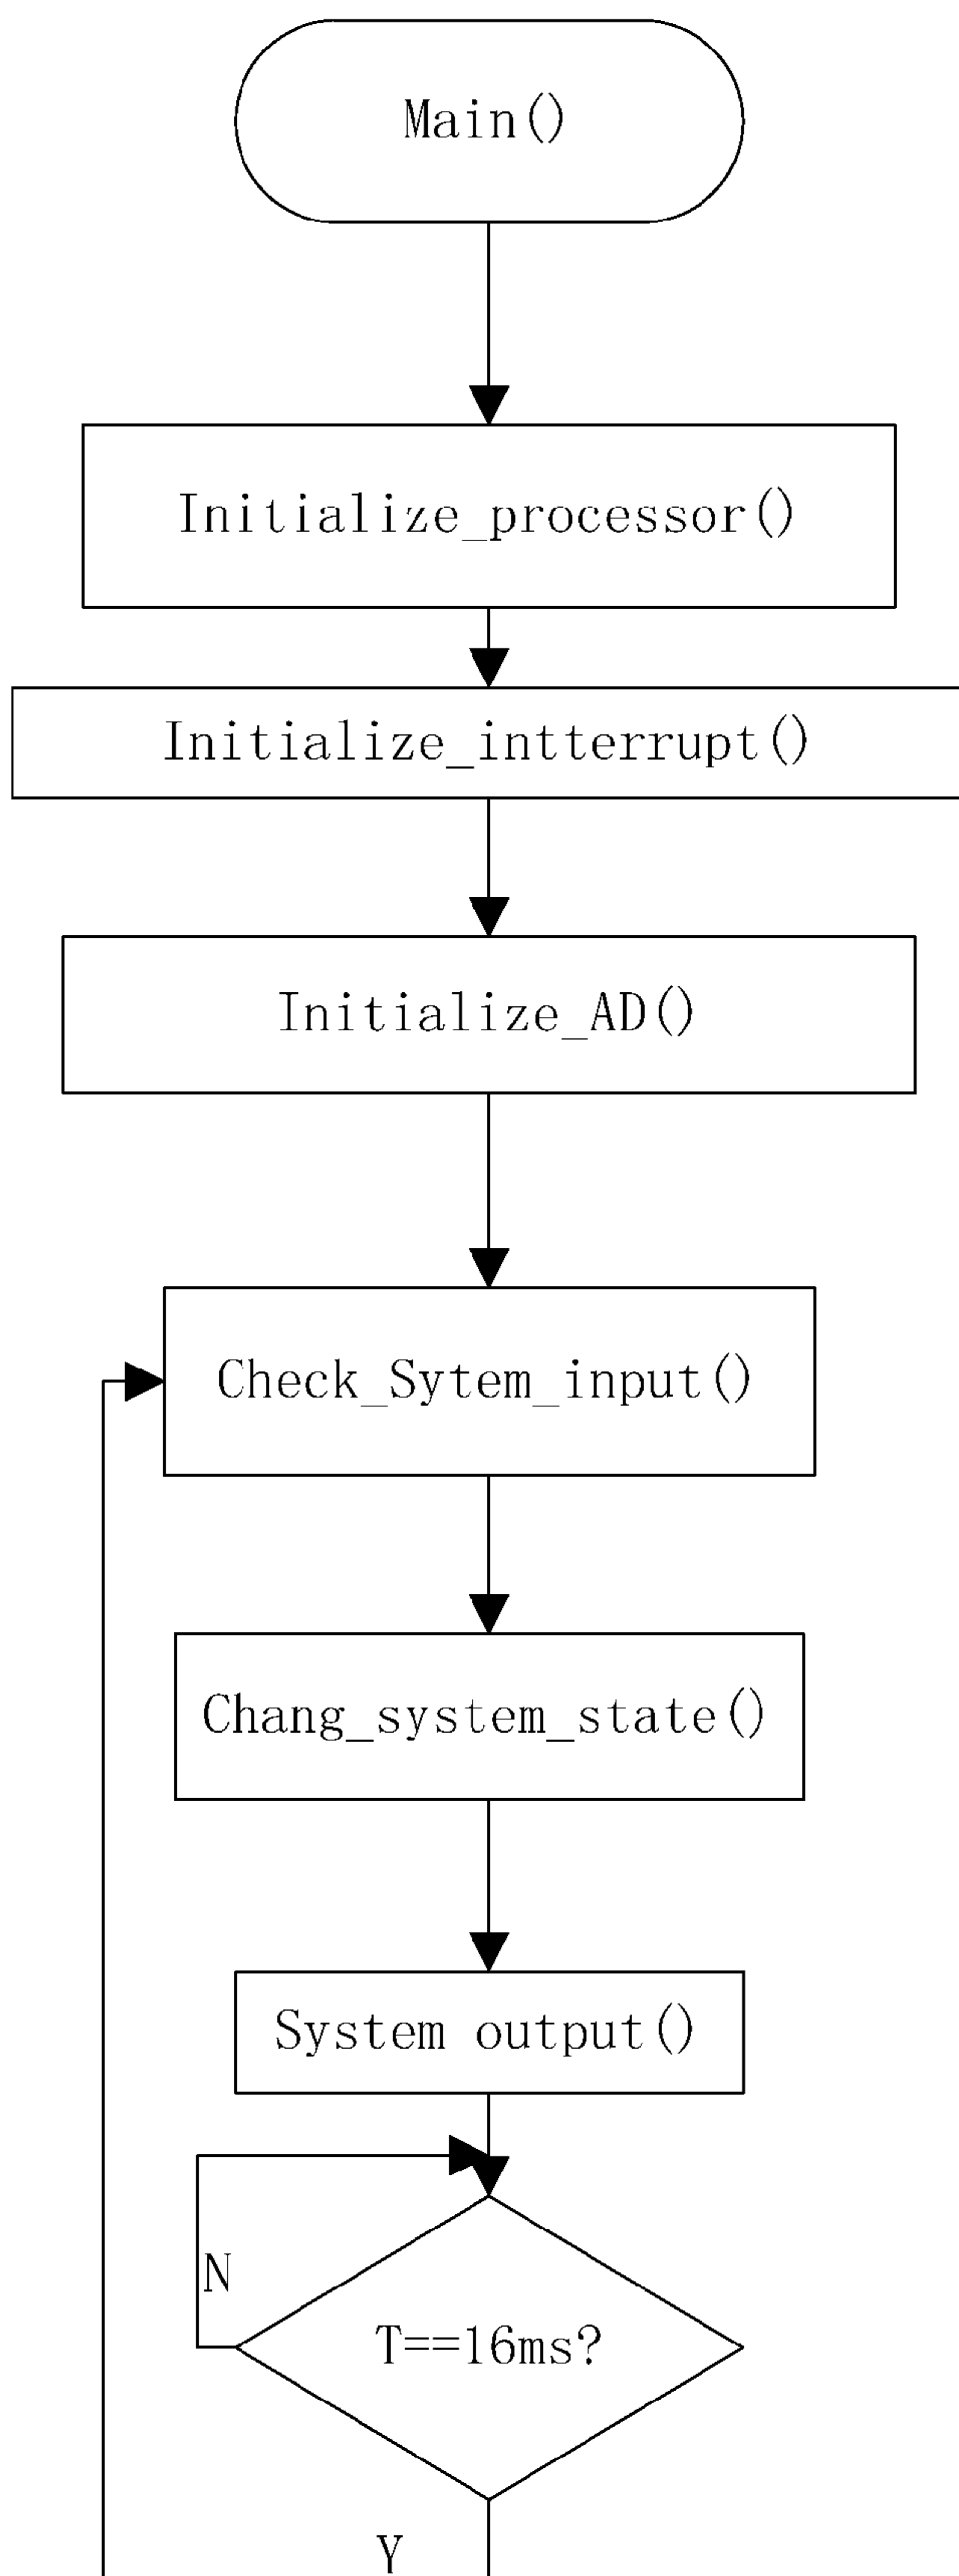 Main()
Initialize_processor()
Initialize_intterrupt()
Initialize_AD()
Check_Sytem_input()
Chang_system_state()
System output()
N
T==16ms?
Y